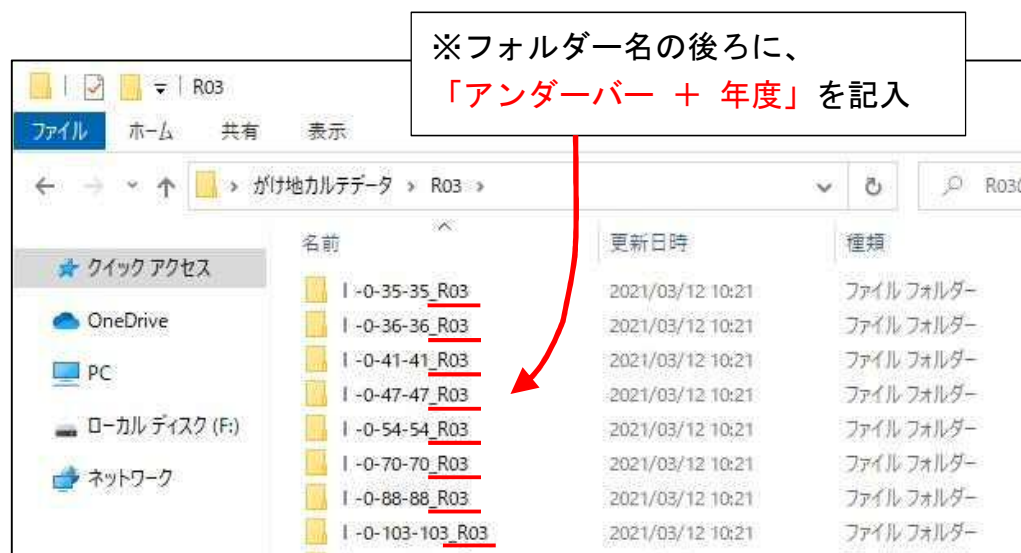 ※フォルダー名の後ろに、
「アンダーバー + 年度」を記入
R03
ファイル ホーム 共有 表示
がけ地カルテデータ > R03 >
R03
名前 更新日時 種類
クイック アクセス
OneDrive
PC
ローカル ディスク (F:)
ネットワーク
Ⅰ-0-35-35_R03 2021/03/12 10:21 ファイル フォルダー
Ⅰ-0-36-36_R03 2021/03/12 10:21 ファイル フォルダー
Ⅰ-0-41-41_R03 2021/03/12 10:21 ファイル フォルダー
Ⅰ-0-47-47_R03 2021/03/12 10:21 ファイル フォルダー
Ⅰ-0-54-54_R03 2021/03/12 10:21 ファイル フォルダー
Ⅰ-0-70-70_R03 2021/03/12 10:21 ファイル フォルダー
Ⅰ-0-88-88_R03 2021/03/12 10:21 ファイル フォルダー
Ⅰ-0-103-103_R03 2021/03/12 10:21 ファイル フォルダー